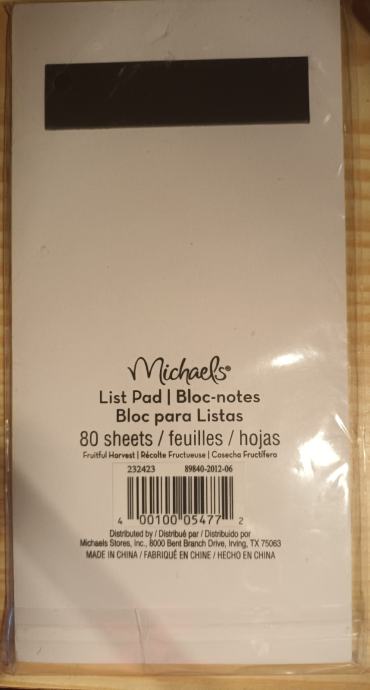 Michaels®
List Pad | Bloc-notes
Bloc para Listas
80 sheets / feuilles / hojas
Fruitful Harvest | Récolte Fructueuse | Cosecha Fructífera
232423 89840-2012-06
4 00100 05477 2
Distributed by / Distribué par / Distribuido por
Michaels Stores, Inc., 8000 Bent Branch Drive, Irving, TX 75063
MADE IN CHINA / FABRIQUÉ EN CHINE / HECHO EN CHINA